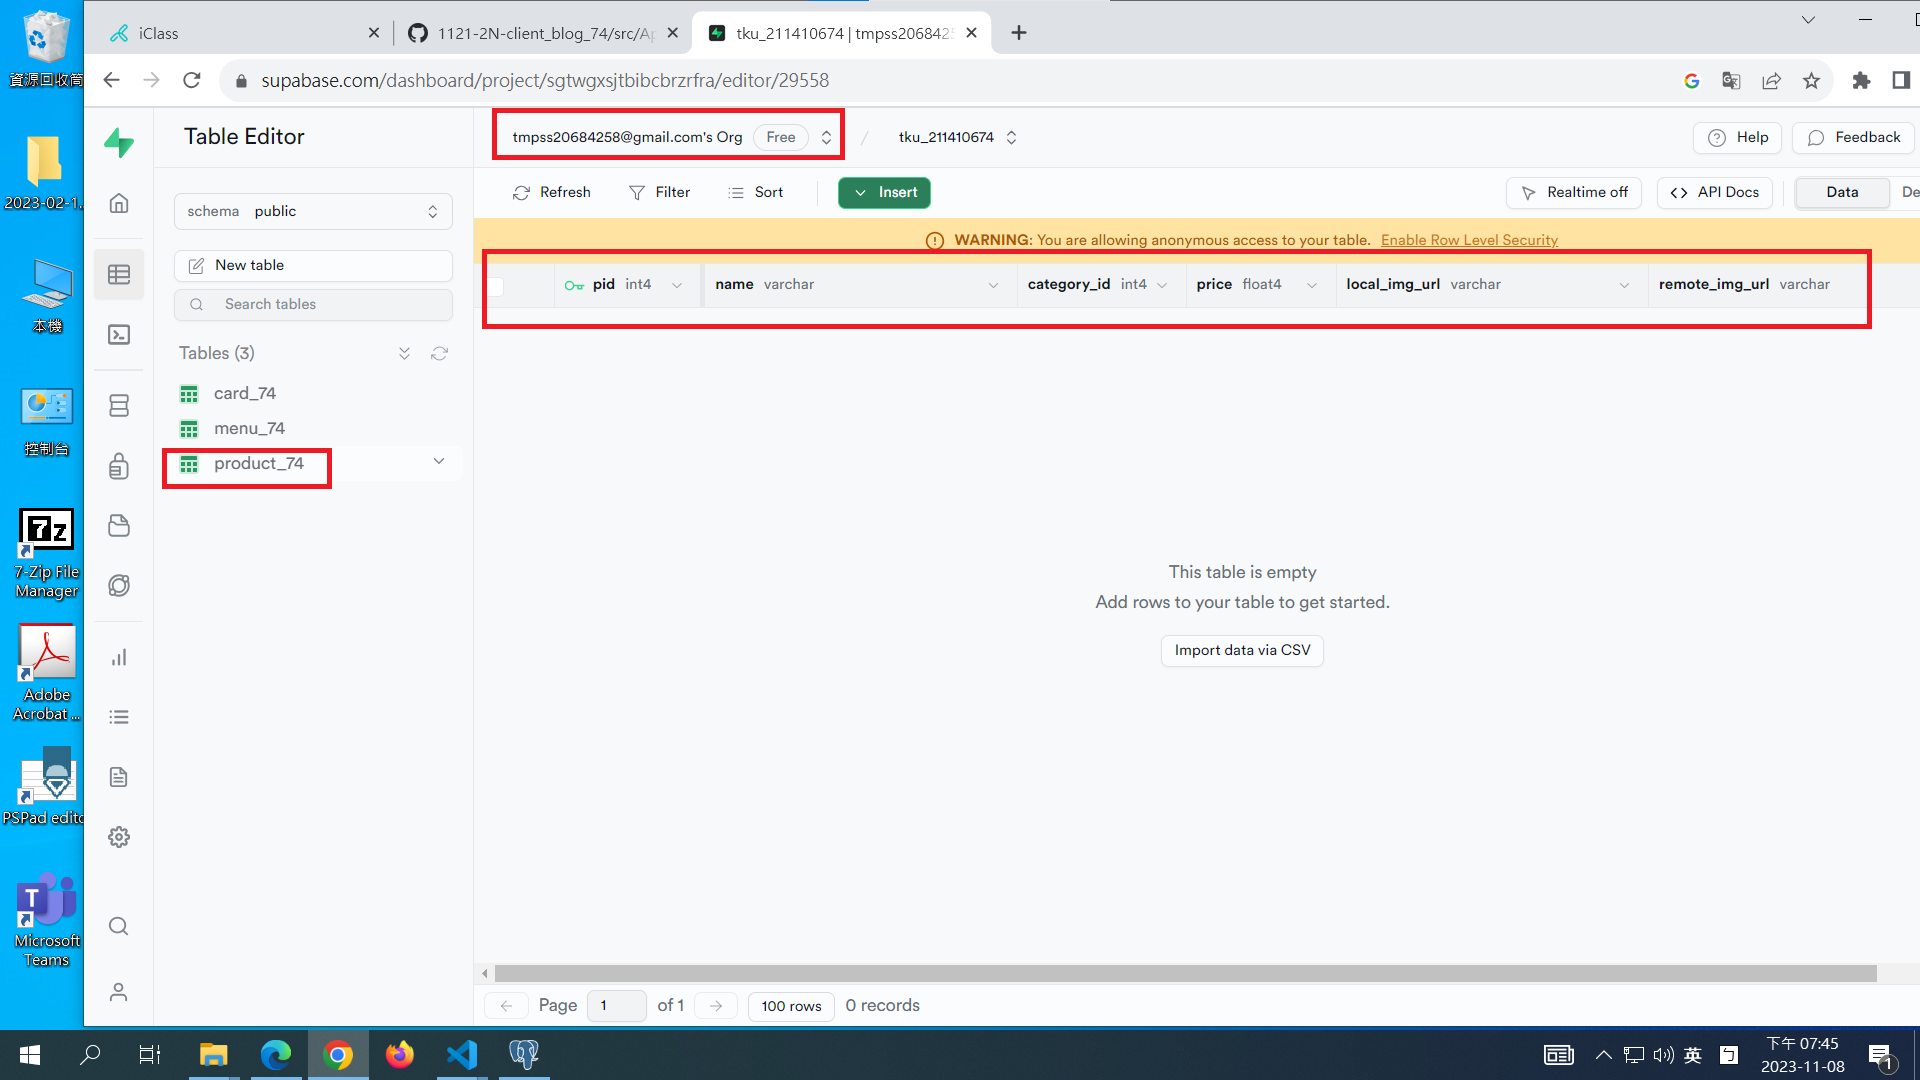 iClass
1121-2N-client_blog_74/src/Ap
tku_211410674 | tmpss2068425
supabase.com/dashboard/project/sgtwgxsjtbibcbrzrfra/editor/29558
資源回收筒
2023-02-1...
本機
控制台
7-Zip File
Manager
Adobe
Acrobat ...
PSPad edito
Microsoft
Teams
Table Editor
tmpss20684258@gmail.com's Org Free / tku_211410674
Help
Feedback
schema public
New table
Search tables
Tables (3)
card_74
menu_74
product_74
Refresh Filter Sort Insert
Realtime off
API Docs
Data
De
WARNING: You are allowing anonymous access to your table. Enable Row Level Security
pid int4 name varchar category_id int4 price float4 local_img_url varchar remote_img_url varchar
This table is empty
Add rows to your table to get started.
Import data via CSV
Page 1 of 1 100 rows 0 records
英
下午 07:45
2023-11-08
1